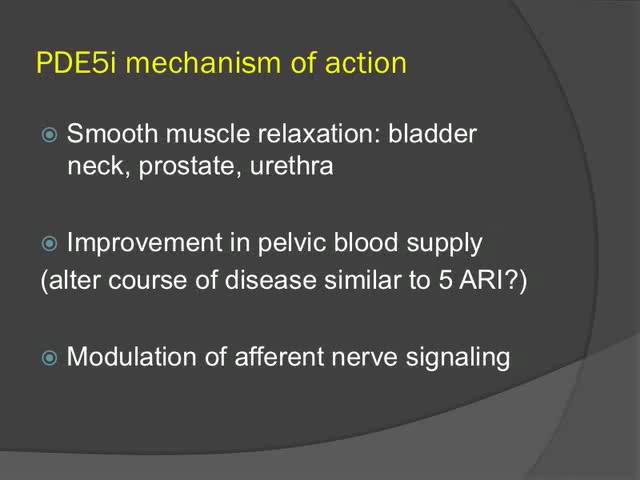 PDE5i mechanism of action
Smooth muscle relaxation: bladder
neck, prostate, urethra
Improvement in pelvic blood supply
(alter course of disease similar to 5 ARI?)
Modulation of afferent nerve signaling